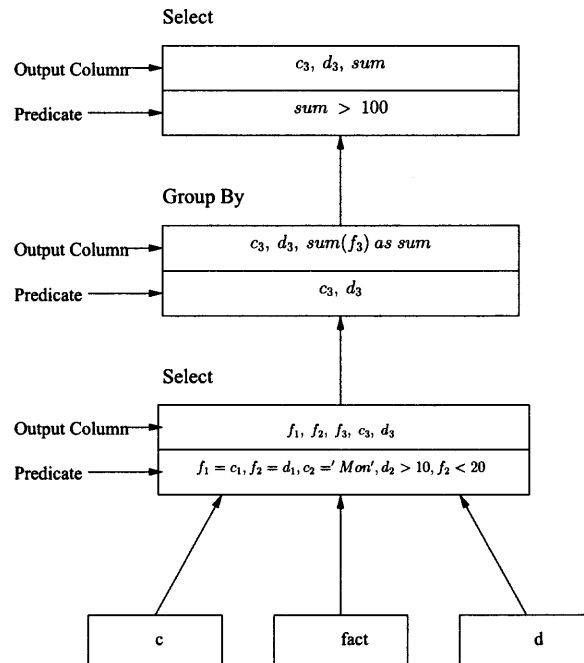 Select
Output Column
c₃, d₃, sum
Predicate
sum > 100
Group By
Output Column
c₃, d₃, sum(f₃) as sum
Predicate
c₃, d₃
Select
Output Column
f₁, f₂, f₃, c₃, d₃
Predicate
f₁ = c₁, f₂ = d₁, c₂ =' Mon', d₂ > 10, f₂ < 20
c
fact
d